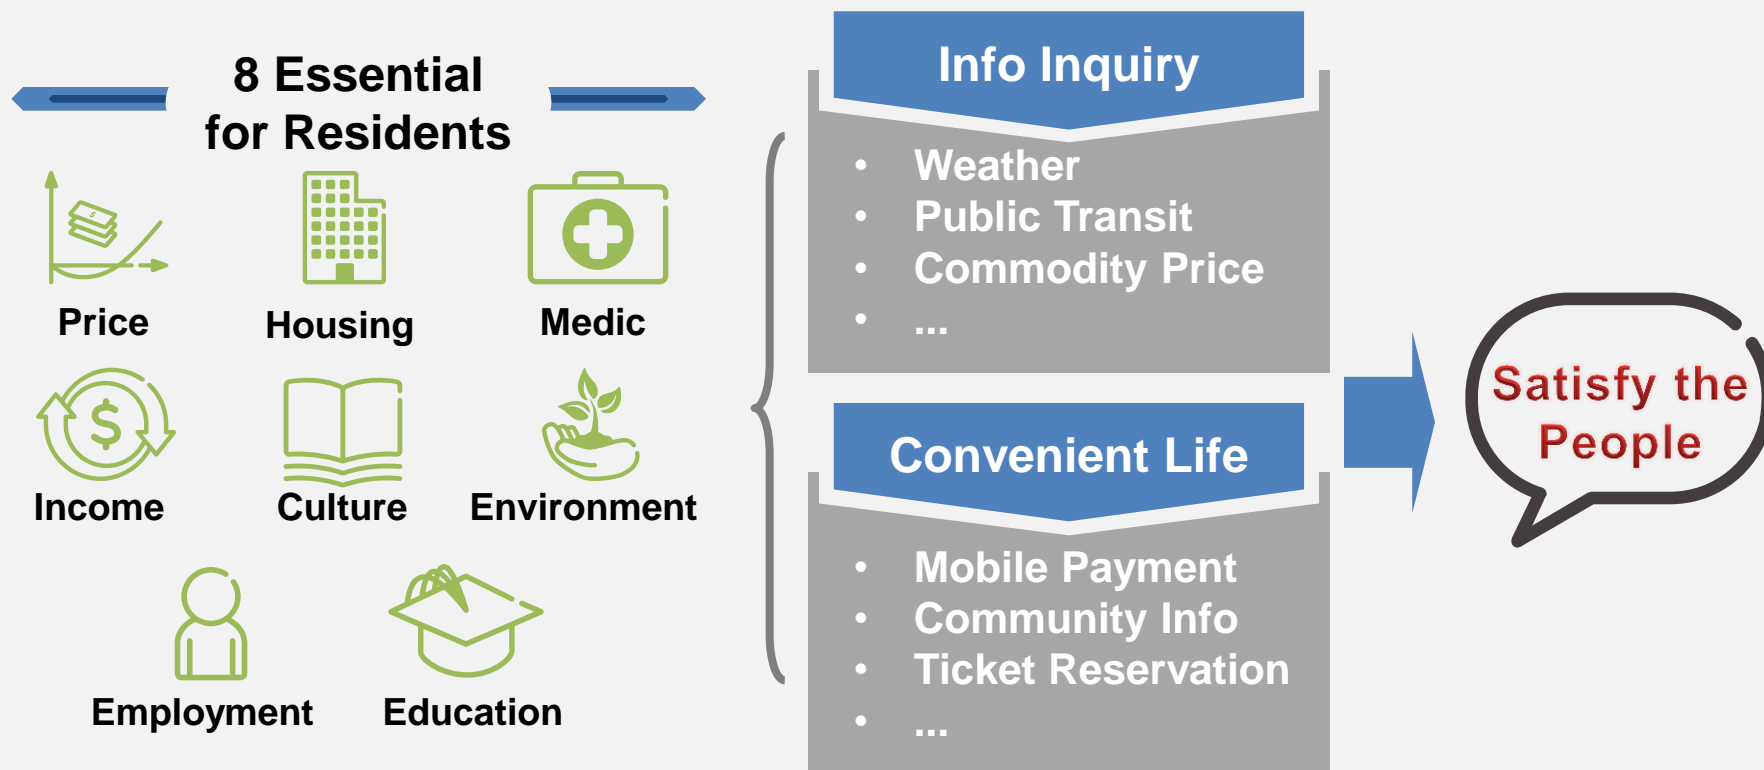 8 Essential
for Residents
Price
Housing
Medic
Income
Culture
Environment
Employment
Education
Info Inquiry
• Weather
• Public Transit
• Commodity Price
• ...
Convenient Life
• Mobile Payment
• Community Info
• Ticket Reservation
• ...
Satisfy the
People